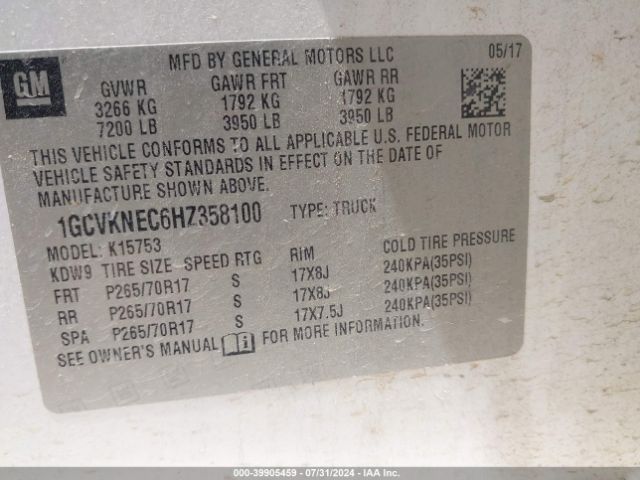 GM
MFD BY GENERAL MOTORS LLC 05/17
GVWR GAWR FRT GAWR RR
3266 KG 1792 KG 1792 KG
7200 LB 3950 LB 3950 LB
THIS VEHICLE CONFORMS TO ALL APPLICABLE U.S. FEDERAL MOTOR
VEHICLE SAFETY STANDARDS IN EFFECT ON THE DATE OF
MANUFACTURE SHOWN ABOVE.
1GCVKNEC6HZ358100 TYPE: TRUCK
MODEL: K15753
KDW9 TIRE SIZE SPEED RTG RIM COLD TIRE PRESSURE
FRT P265/70R17 S 17X8J 240KPA(35PSI)
RR P265/70R17 S 17X8J 240KPA(35PSI)
SPA P265/70R17 S 17X7.5J 240KPA(35PSI)
SEE OWNER'S MANUAL i FOR MORE INFORMATION.
000-39905459 • 07/31/2024 - IAA, Inc.